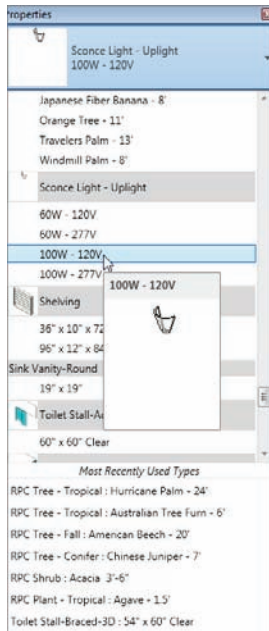 Properties
Sconce Light - Uplight
100W - 120V
Japanese Fiber Banana - 8'
Orange Tree - 11'
Travelers Palm - 13'
Windmill Palm - 8'
Sconce Light - Uplight
60W - 120V
60W - 277V
100W - 120V
100W - 277V
100W - 120V
Shelving
36" x 10" x 72
96" x 12" x 84
Sink Vanity-Round
19" x 19"
Toilet Stall-A
60" x 60" Clear
Most Recently Used Types
RPC Tree - Tropical : Hurricane Palm - 24'
RPC Tree - Tropical : Australian Tree Furn - 6'
RPC Tree - Fall : American Beech - 20'
RPC Tree - Conifer : Chinese Juniper - 7'
RPC Shrub : Acacia 3'-6"
RPC Plant - Tropical : Agave - 1.5'
Toilet Stall-Braced-3D : 54" x 60" Clear